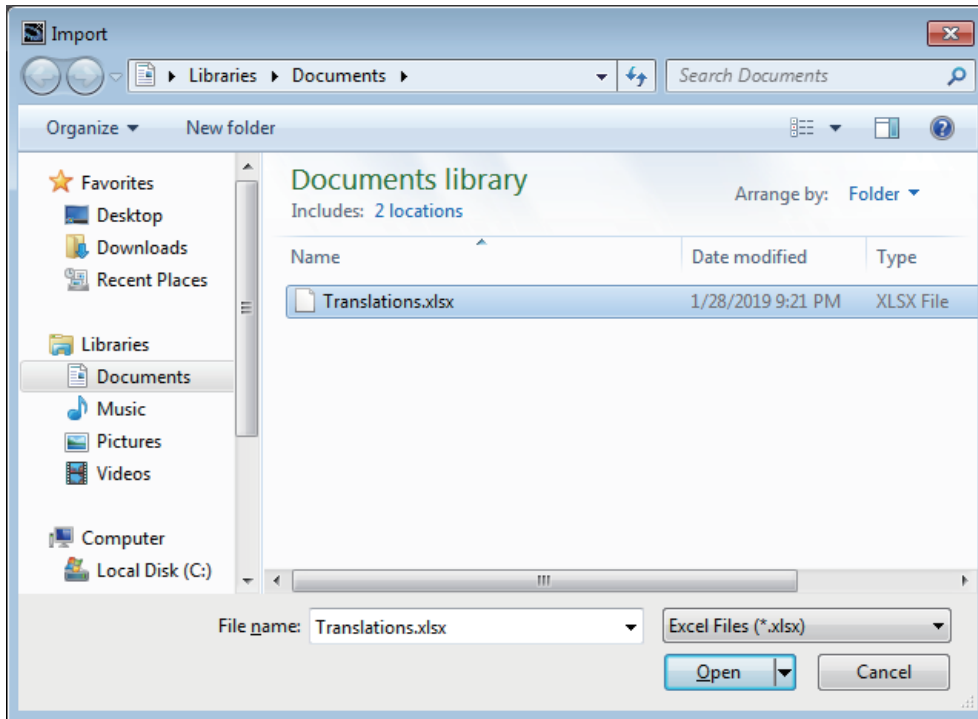 Import
Libraries Documents Search Documents
Organize New folder
Favorites
Desktop
Downloads
Recent Places
Libraries
Documents
Music
Pictures
Videos
Computer
Local Disk (C:)
Documents library
Includes: 2 locations
Arrange by: Folder
Name Date modified Type
Translations.xlsx 1/28/2019 9:21 PM XLSX File
File name: Translations.xlsx Excel Files (*.xlsx)
Open Cancel